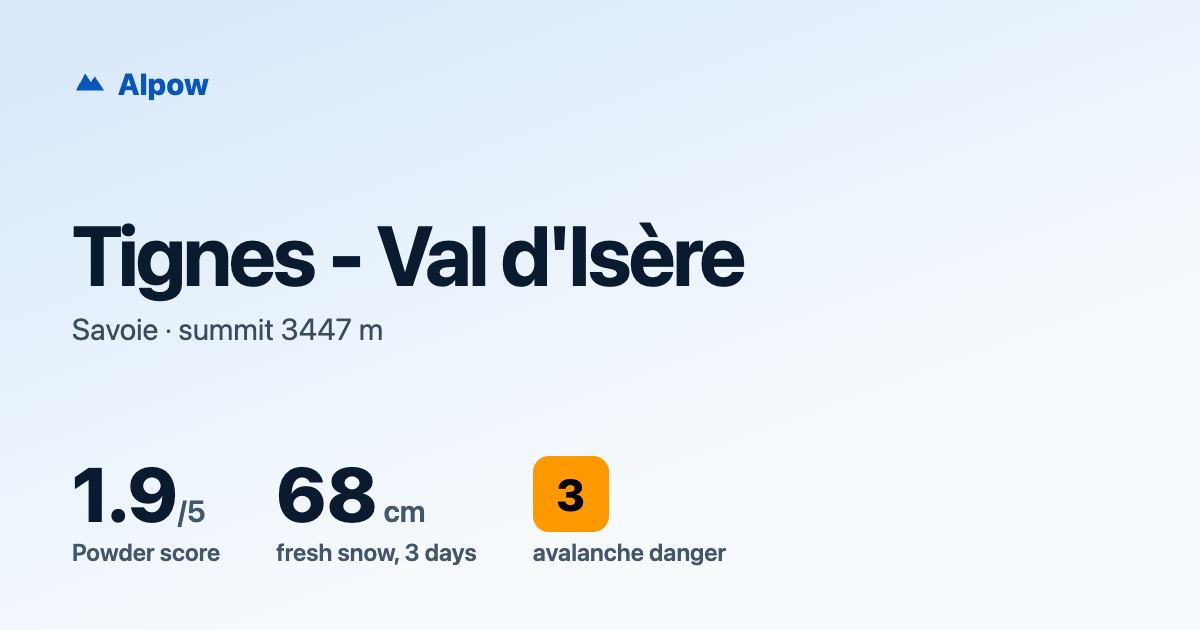 Alpow
Tignes - Val d'Isère
Savoie · summit 3447 m
1.9/5
Powder score
68 cm
fresh snow, 3 days
3
avalanche danger